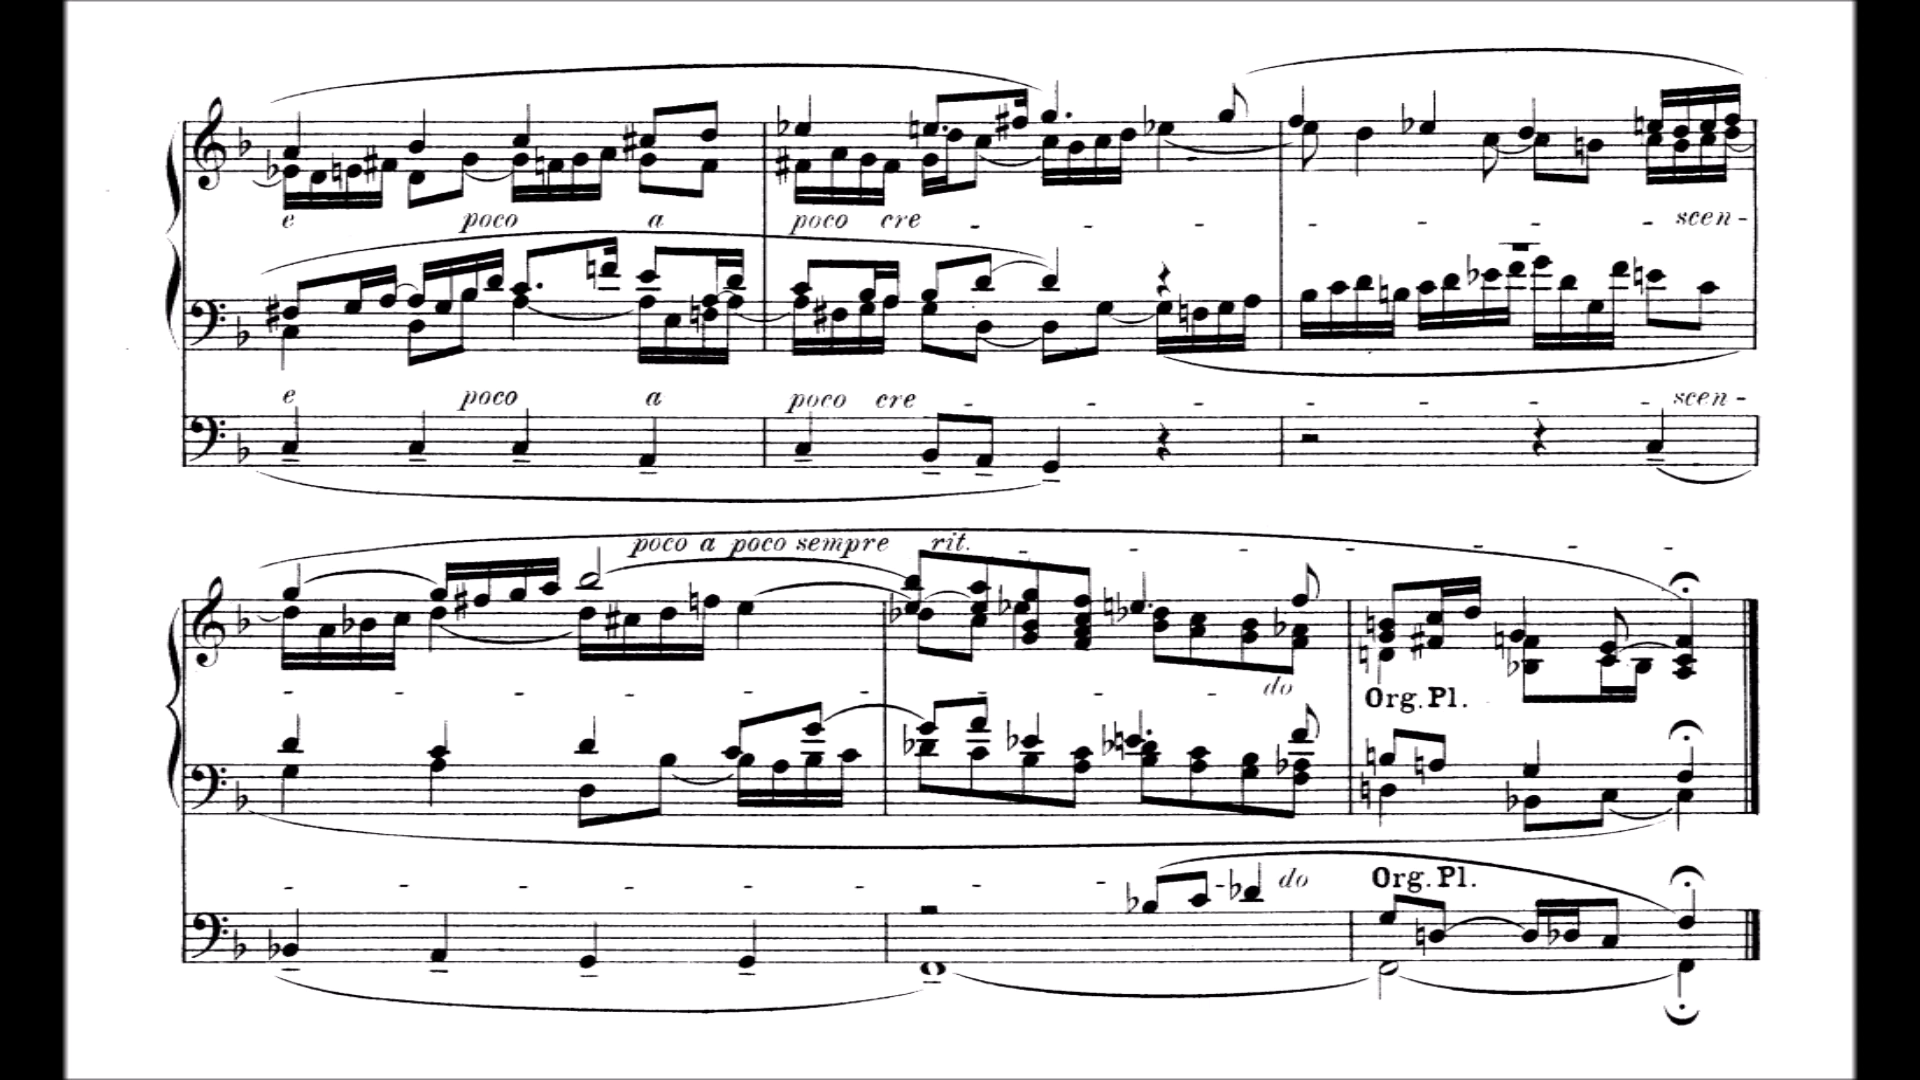 e poco a poco cre - - - - - - - scen-
e poco a poco cre - - - - - - - scen-
poco a poco sempre rit. - - - - - - -
- - - - - - - - - do
Org. Pl.
- - - - - - - - - do Org. Pl.